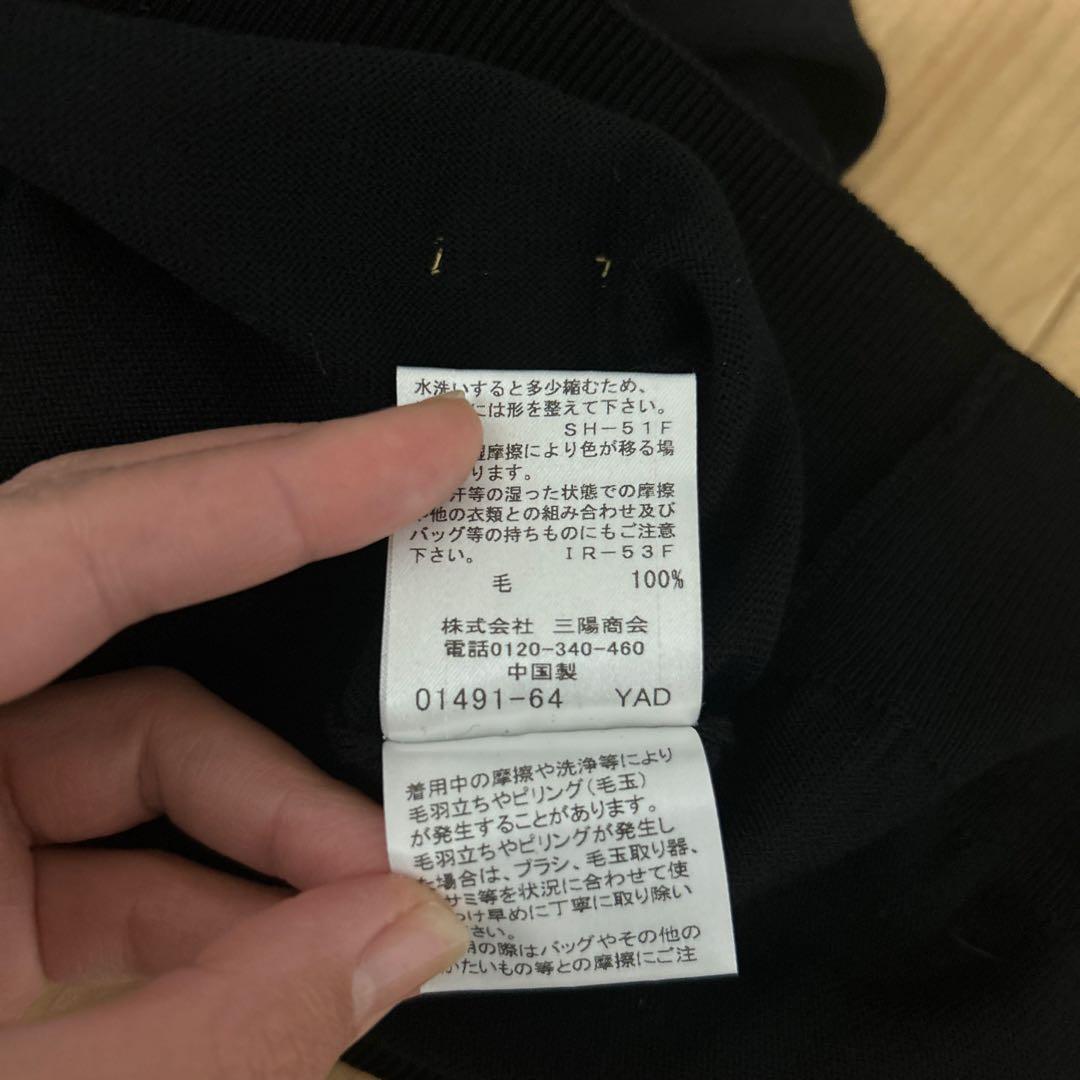 水洗いすると多少縮むため、
には形を整えて下さい。
SH-51F
摩擦により色が移る場
ります。
汗等の湿った状態での摩擦
や他の衣類との組み合わせ及び
バッグ等の持ちものにもご注意
下さい。 IR-53F
毛 100%
株式会社 三陽商会
電話0120-340-460
中国製
01491-64 YAD
着用中の摩擦や洗浄等により
毛羽立ちやピリング(毛玉)
が発生することがあります。
毛羽立ちやピリングが発生し
た場合は、ブラシ、毛玉取り器、
サミ等を状況に合わせて使
け早めに丁寧に取り除い
さい。
用の際はバッグやその他の
かたいもの等との摩擦にご注